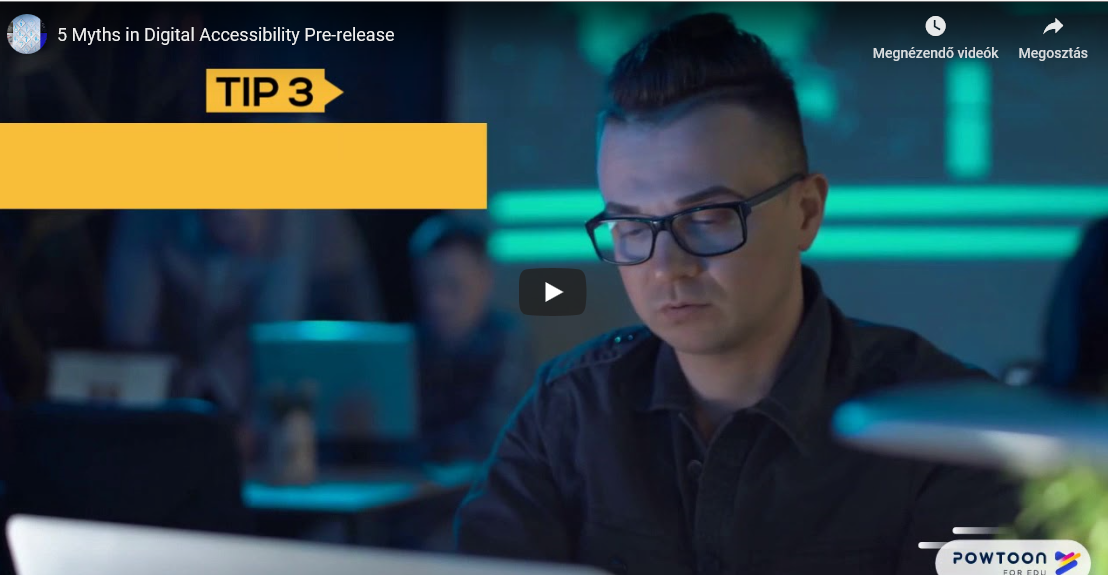 5 Myths in Digital Accessibility Pre-release
Megnézendő videók
Megosztás
TIP 3
POWTOON
FOR EDU